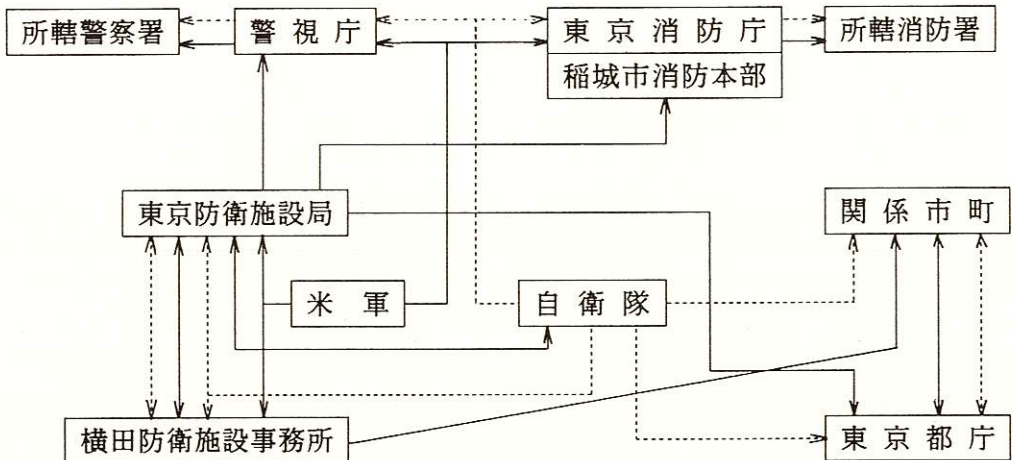 所轄警察署
警視庁
東京消防庁
稲城市消防本部
所轄消防署
東京防衛施設局
関係市町
米軍
自衛隊
横田防衛施設事務所
東京都庁